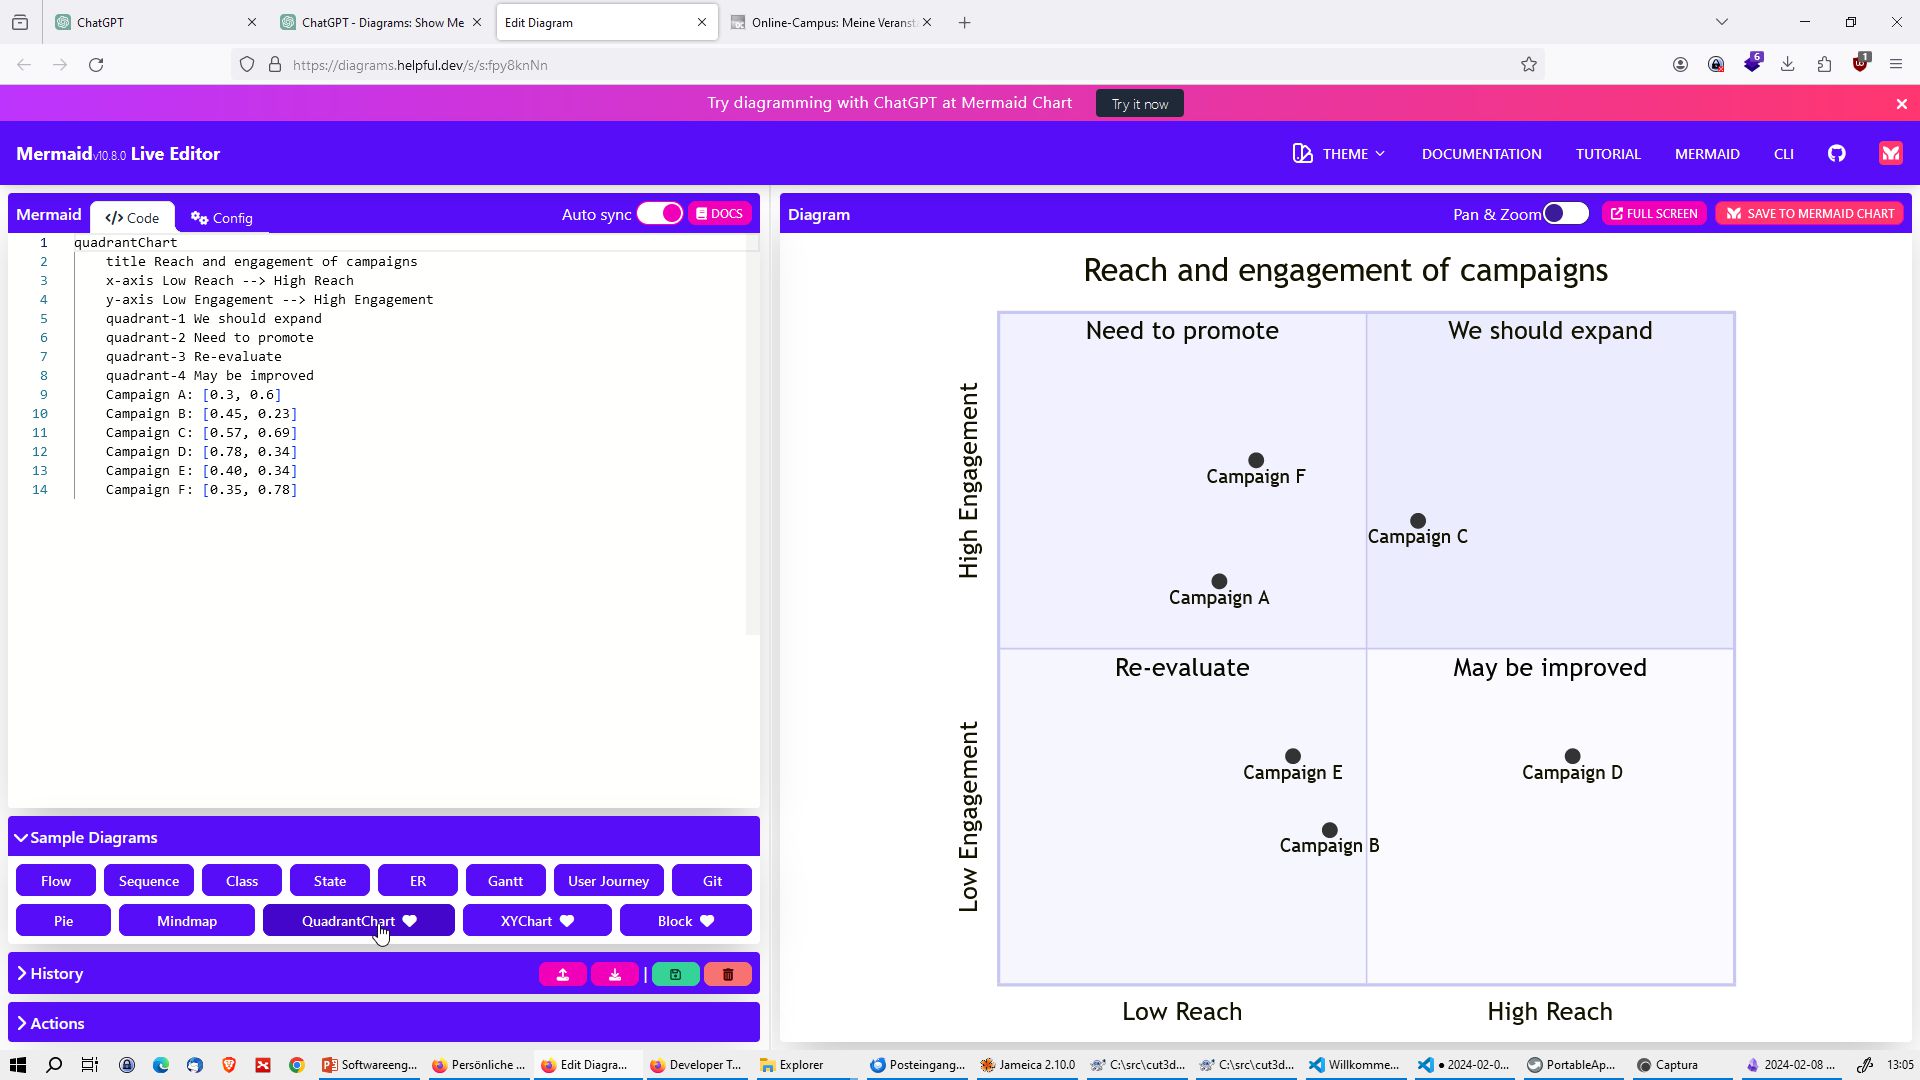 ChatGPT
ChatGPT - Diagrams: Show Me
Edit Diagram
Online-Campus: Meine Veranst
https://diagrams.helpful.dev/s/s:fpy8knNn
6
1
Try diagramming with ChatGPT at Mermaid Chart
Try it now
Mermaid v10.8.0 Live Editor
THEME
DOCUMENTATION
TUTORIAL
MERMAID
CLI
Mermaid
</> Code
Config
Auto sync
DOCS
1 quadrantChart
2 title Reach and engagement of campaigns
3 x-axis Low Reach --> High Reach
4 y-axis Low Engagement --> High Engagement
5 quadrant-1 We should expand
6 quadrant-2 Need to promote
7 quadrant-3 Re-evaluate
8 quadrant-4 May be improved
9 Campaign A: [0.3, 0.6]
10 Campaign B: [0.45, 0.23]
11 Campaign C: [0.57, 0.69]
12 Campaign D: [0.78, 0.34]
13 Campaign E: [0.40, 0.34]
14 Campaign F: [0.35, 0.78]
Sample Diagrams
Flow
Sequence
Class
State
ER
Gantt
User Journey
Git
Pie
Mindmap
QuadrantChart
XYChart
Block
History
Actions
Diagram
Pan & Zoom
FULL SCREEN
SAVE TO MERMAID CHART
Reach and engagement of campaigns
Need to promote
We should expand
High Engagement
Campaign F
Campaign C
Campaign A
Re-evaluate
May be improved
Low Engagement
Campaign E
Campaign D
Campaign B
Low Reach
High Reach
Softwareeng...
Persönliche ...
Edit Diagra...
Developer T...
Explorer
Posteingang...
Jameica 2.10.0
C:\src\cut3d...
C:\src\cut3d...
Willkomme...
● 2024-02-0...
PortableAp...
Captura
2024-02-08 ...
13:05